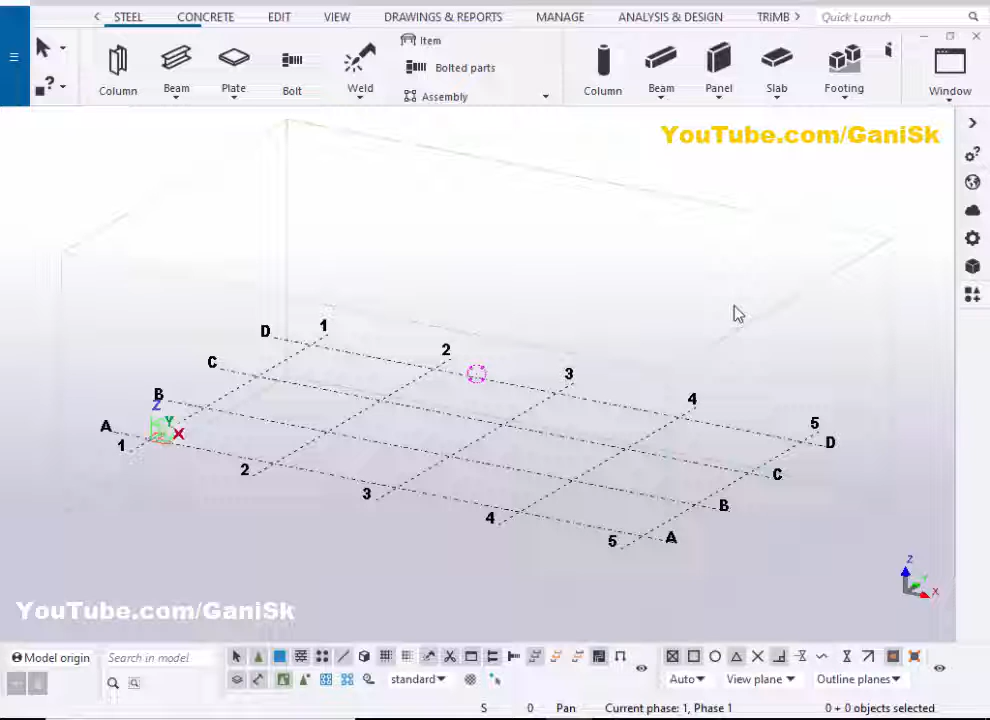 STEEL CONCRETE EDIT VIEW DRAWINGS & REPORTS MANAGE ANALYSIS & DESIGN TRIMB Quick Launch
Item
Bolted parts
Column Beam Plate Bolt Weld Column Beam Panel Slab Footing Window
Assembly
YouTube.com/GaniSk
D 1
2
C
3
B
Z
4
Y
5
A X
1
D
2
C
3
B
4
A
5
Z
Y
X
YouTube.com/GaniSk
Model origin Search in model
standard Auto View plane Outline planes
S 0 Pan Current phase: 1, Phase 1 0 + 0 objects selected